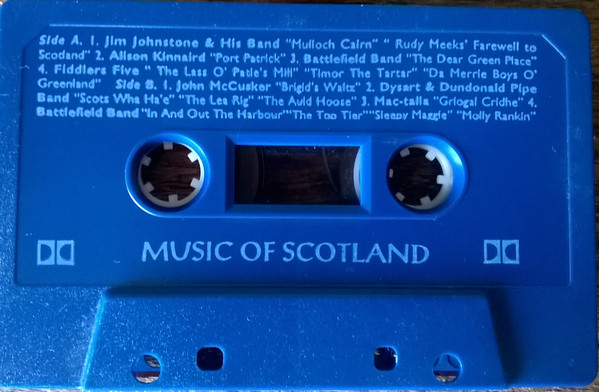 Side A. 1. Jim Johnstone & His Band "Mulloch Cairn" " Rudy Meeks' Farewell to
Scotland" 2. Alison Kinnaird "Port Patrick" 3. Battlefield Band "The Dear Green Place"
4. Fiddlers Five " The Lass O' Patie's Mill" "Timor The Tartar" "Da Merrie Boys O'
Greenland" Side B. 1. John McCusker "Brigid's Waltz" 2. Dysart & Dundonald Pipe
Band "Scots Wha Ha'e" "The Lea Rig" "The Auld Hoose" 3. Mac-talla "Griogal Cridhe" 4.
Battlefield Band "In And Out The Harbour""The Top Tier""Sleepy Maggie" "Molly Rankin"
MUSIC OF SCOTLAND